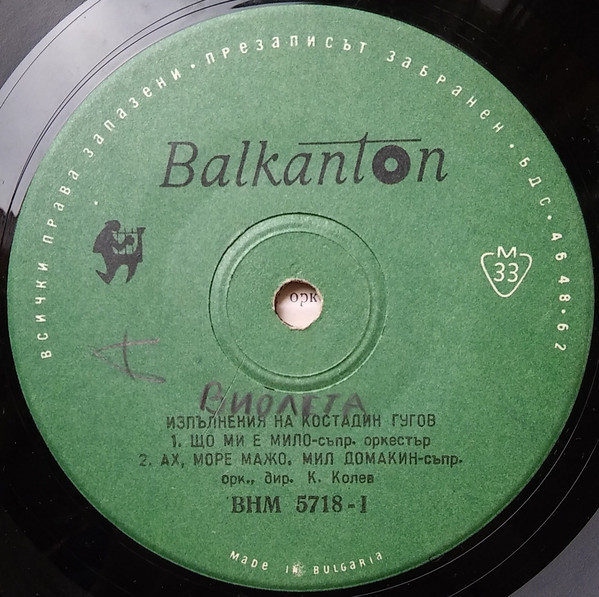 ВСИЧКИ ПРАВА ЗАПАЗЕНИ • ПРЕЗАПИСЪТ ЗАБРАНЕН • БДС • 4648 • 62
Balkanton
М
33
орк
А
ВИОЛЕТА
ИЗПЪЛНЕНИЯ НА КОСТАДИН ГУГОВ
1. ЩО МИ Е МИЛО-съпр. оркестър
2. АХ, МОРЕ МАЖО, МИЛ ДОМАКИН-съпр.
орк., дир. К. Колев
ВНМ 5718-I
MADE IN BULGARIA